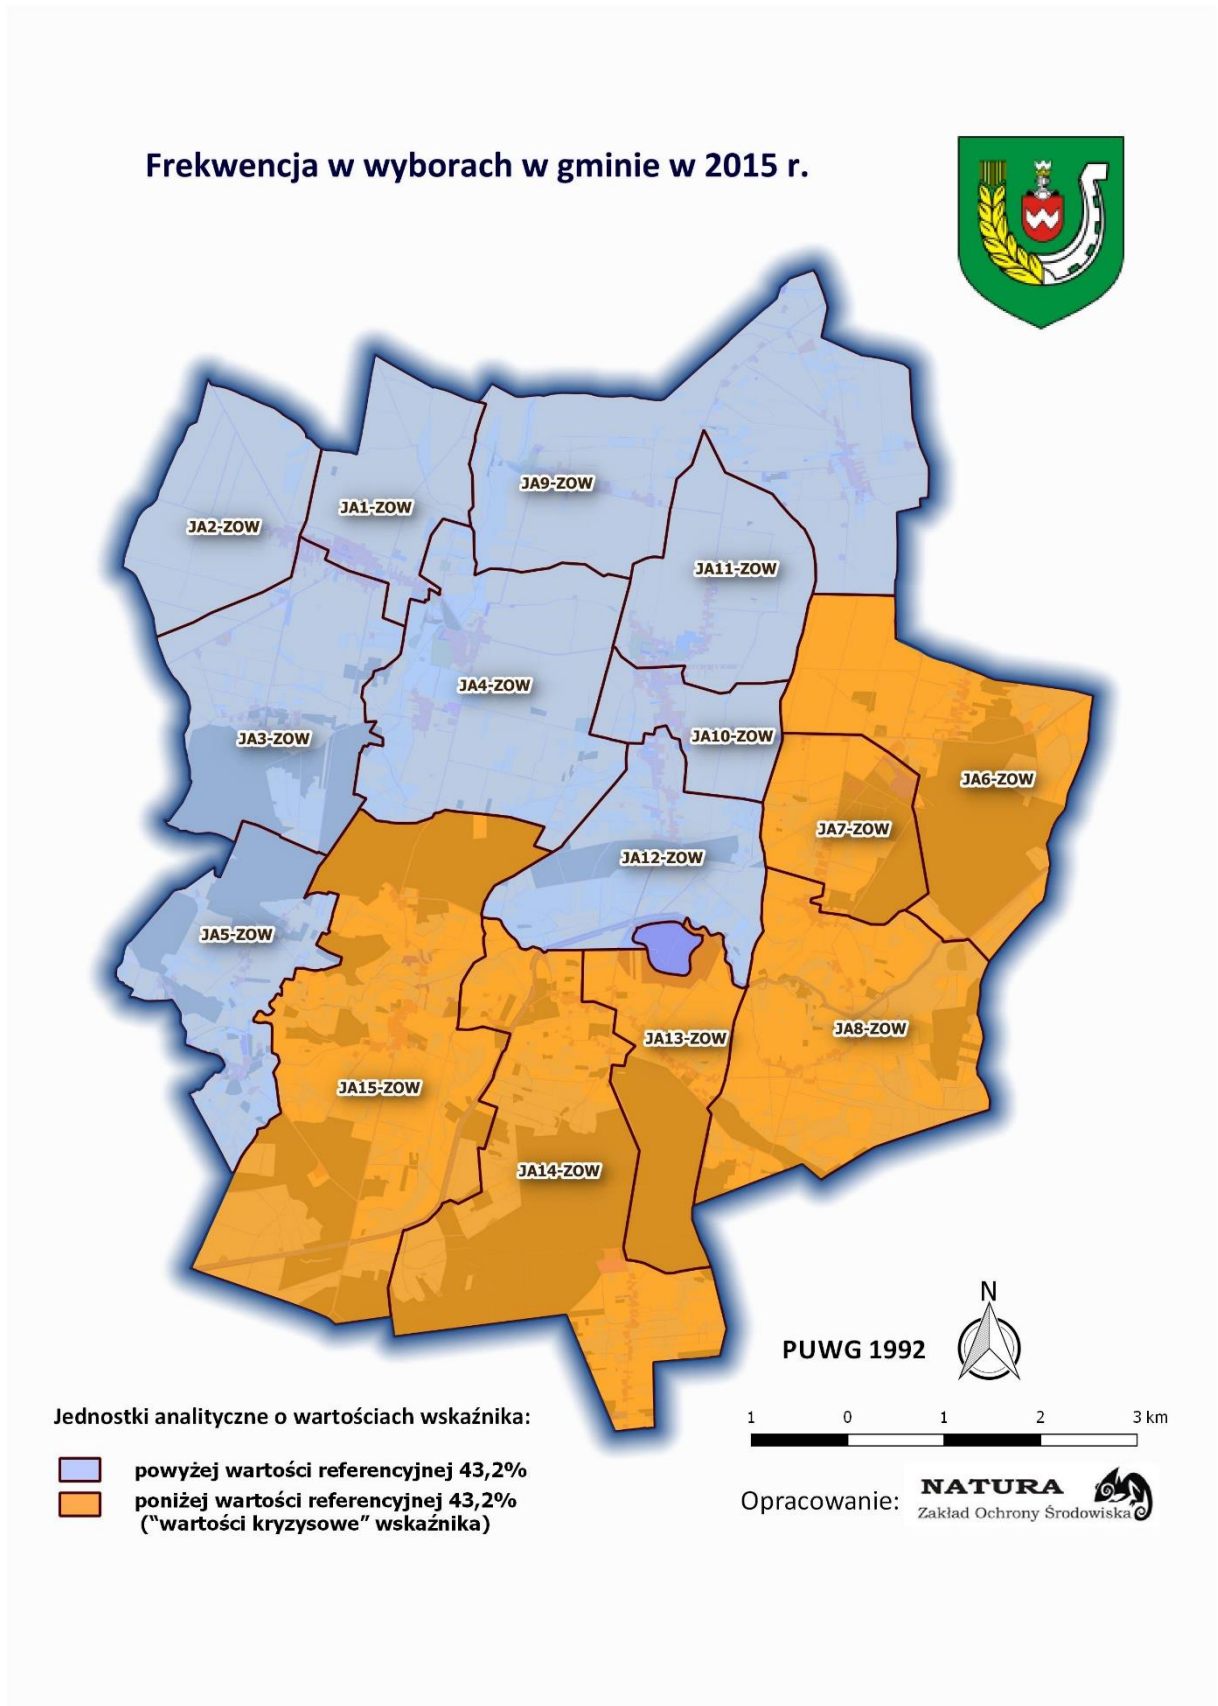 Frekwencja w wyborach w gminie w 2015 r.
JA9-ZOW
JA1-ZOW
JA2-ZOW
JA11-ZOW
JA4-ZOW
JA10-ZOW
JA3-ZOW
JA6-ZOW
JA7-ZOW
JA12-ZOW
JA5-ZOW
JA8-ZOW
JA13-ZOW
JA15-ZOW
JA14-ZOW
N
PUWG 1992
Jednostki analityczne o wartościach wskaźnika:
1 0 1 2 3 km
powyżej wartości referencyjnej 43,2%
poniżej wartości referencyjnej 43,2%
("wartości kryzysowe" wskaźnika)
Opracowanie:
NATURA
Zakład Ochrony Środowiska